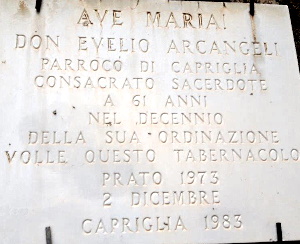 AVE MARIA!
DON EVELIO ARCANGELI
PARROCO DI CAPRIGLIA
CONSACRATO SACERDOTE
A 61 ANNI
NEL DECENNIO
DELLA SUA ORDINAZIONE
VOLLE QUESTO TABERNACOLO
PRATO 1973
2 DICEMBRE
CAPRIGLIA 1983